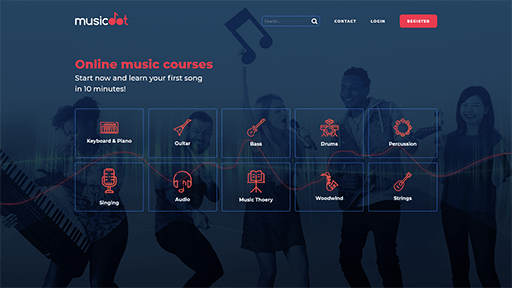 musicdot
Search...
CONTACT
LOGIN
REGISTER
Online music courses
Start now and learn your first song
in 10 minutes!
Keyboard & Piano
Guitar
Bass
Drums
Percussion
Singing
Audio
Music Thoery
Woodwind
Strings